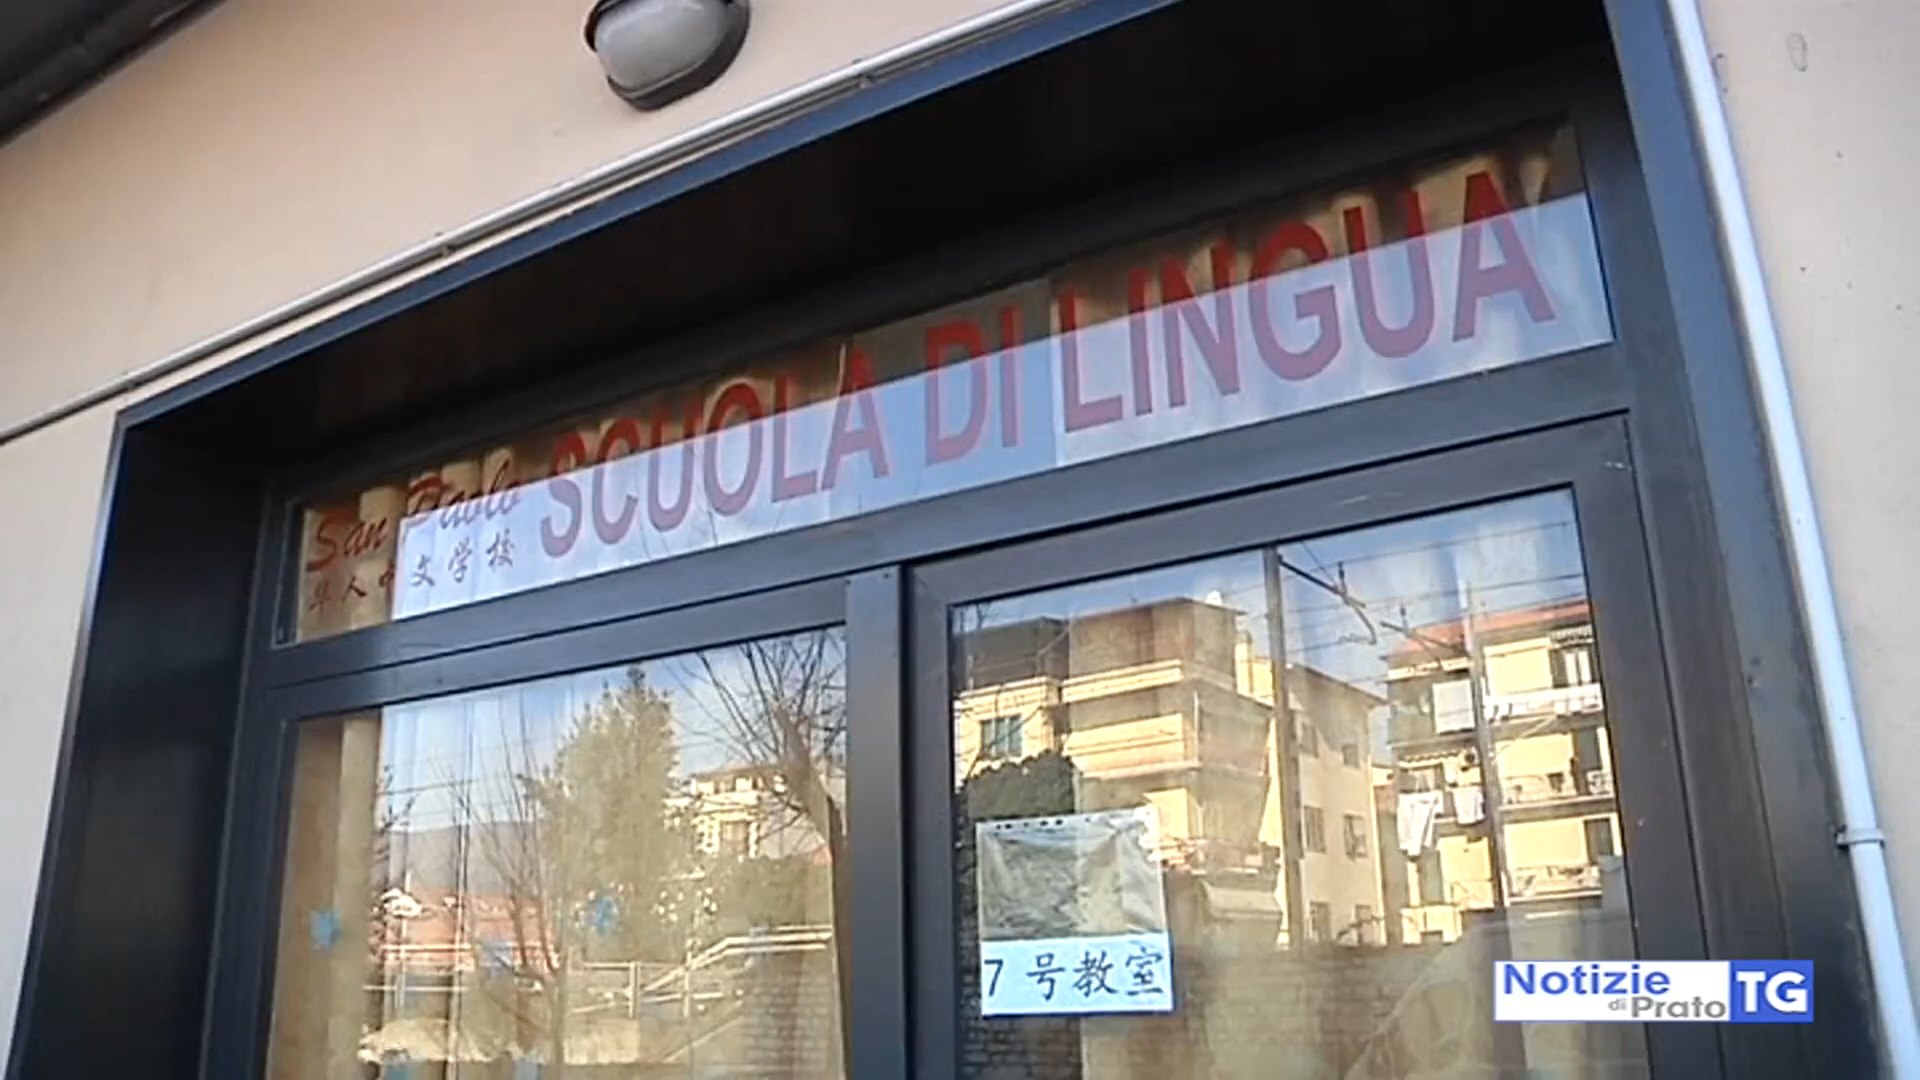 San Paolo SCUOLA DI LINGUA
华人中文学校
7 号教室
Notizie di Prato TG